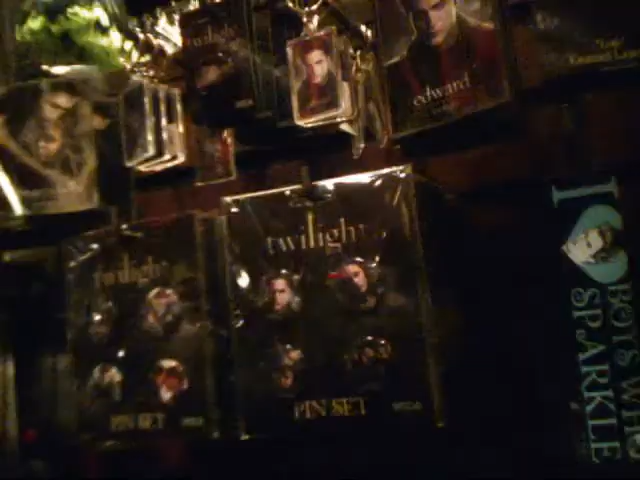 twilight
edward
twilight
PIN SET
twilight
PIN SET
I
BOYS WHO
SPARKLE